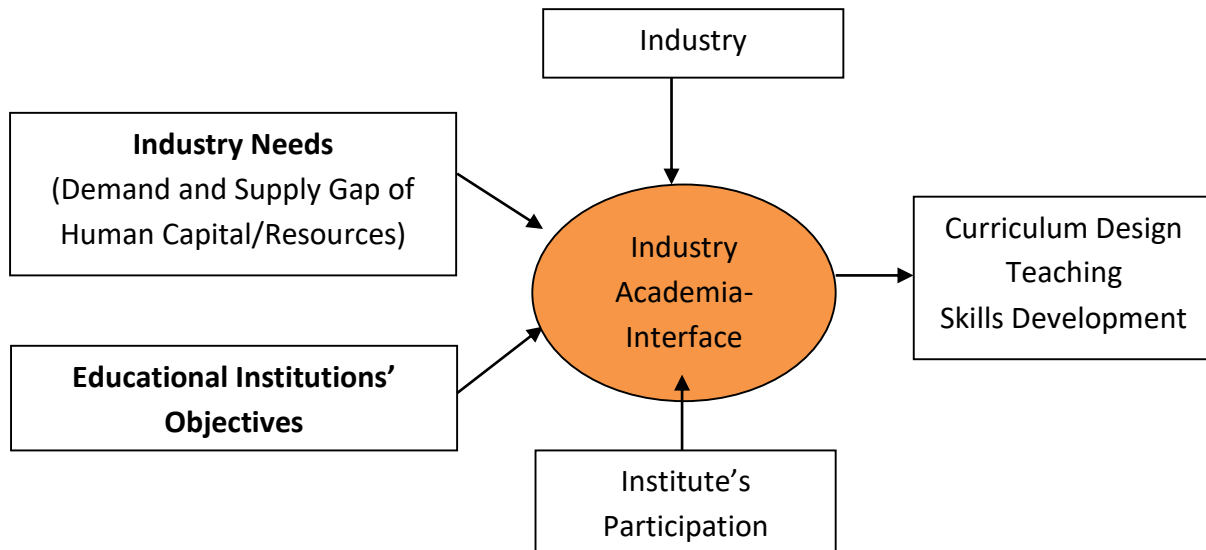 Industry
Industry Needs
(Demand and Supply Gap of
Human Capital/Resources)
Industry
Academia-
Interface
Curriculum Design
Teaching
Skills Development
Educational Institutions’
Objectives
Institute’s
Participation